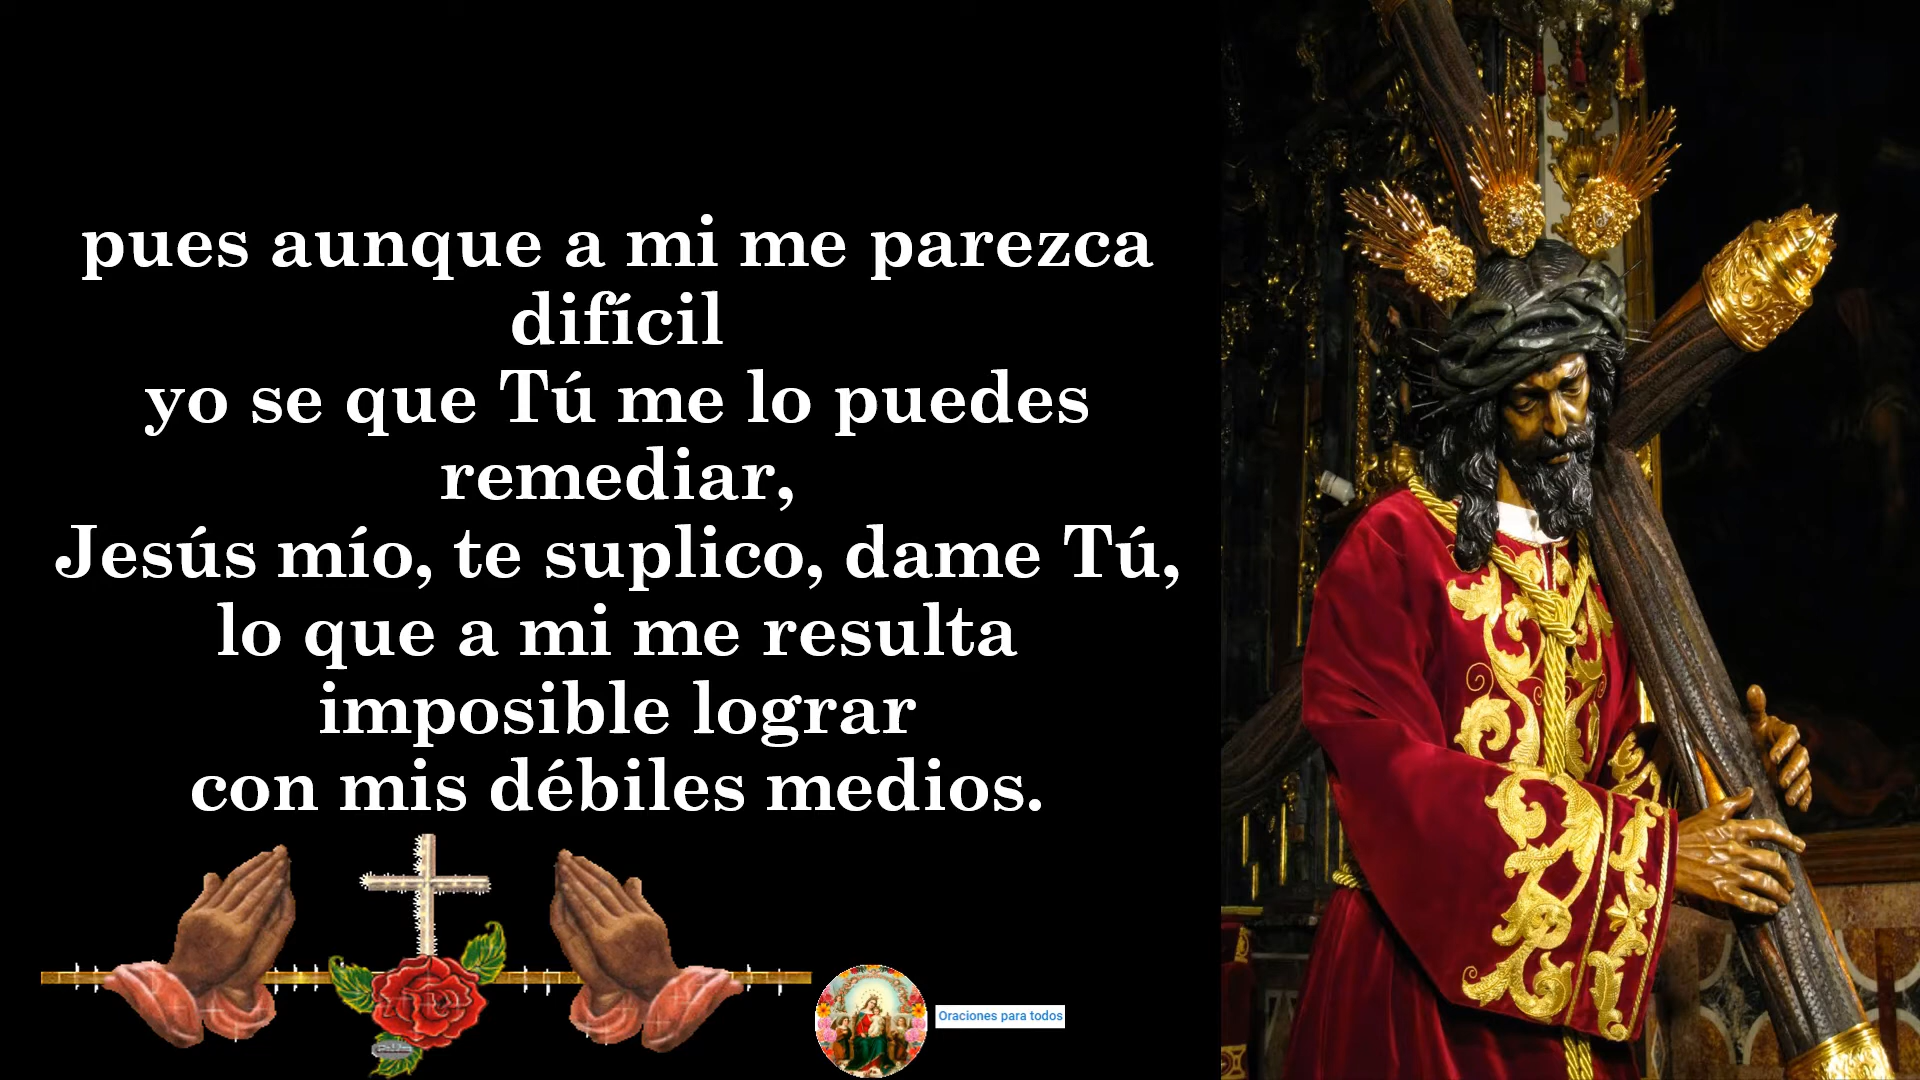 pues aunque a mi me parezca
difícil
yo se que Tú me lo puedes
remediar,
Jesús mío, te suplico, dame Tú,
lo que a mi me resulta
imposible lograr
con mis débiles medios.
Oraciones para todos